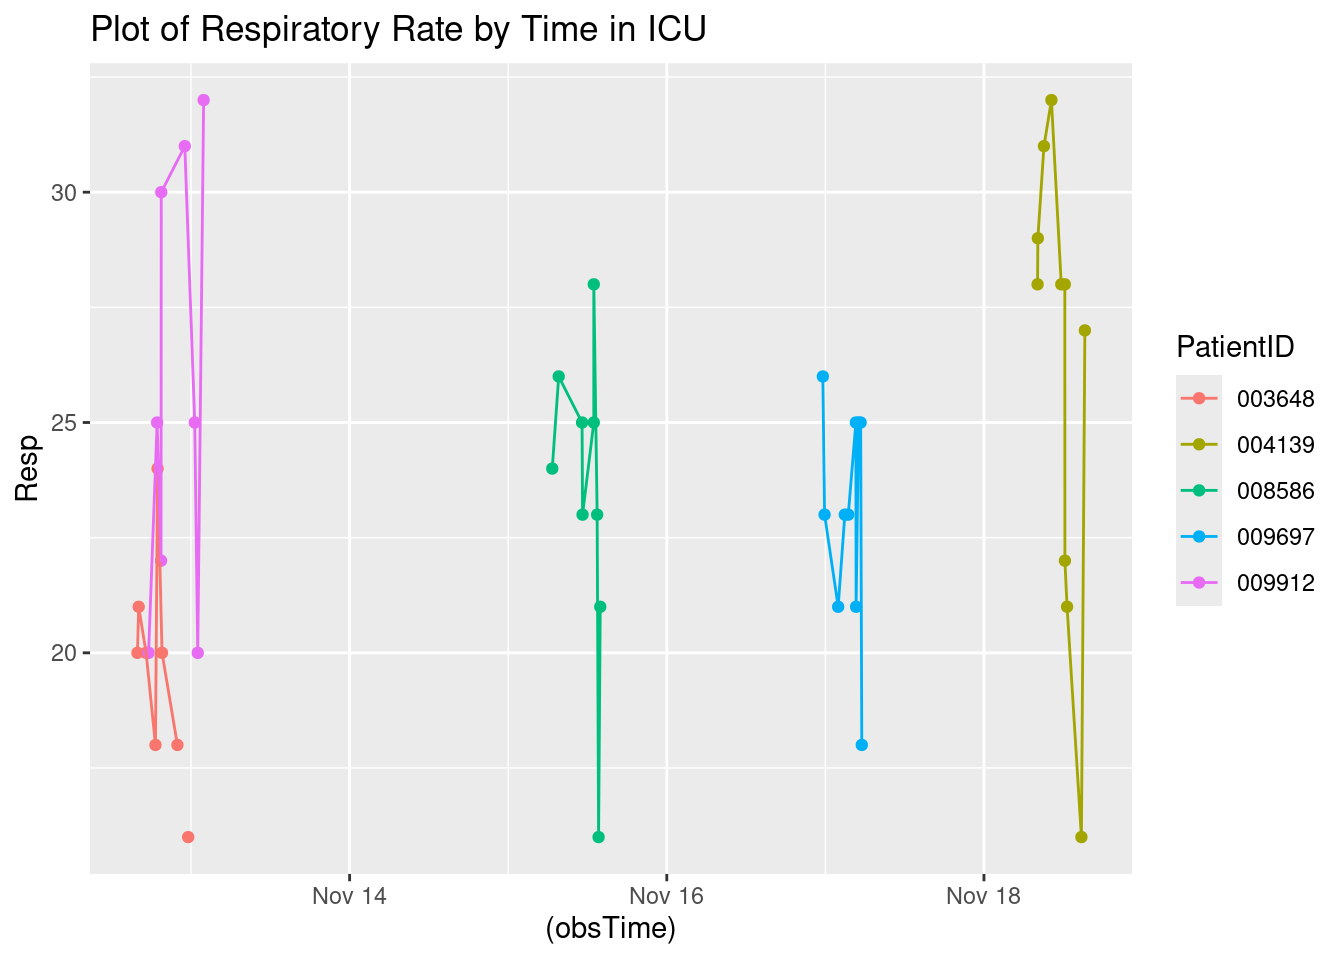 Plot of Respiratory Rate by Time in ICU
30
25
20
Resp
Nov 14
Nov 16
Nov 18
(obsTime)
PatientID
003648
004139
008586
009697
009912